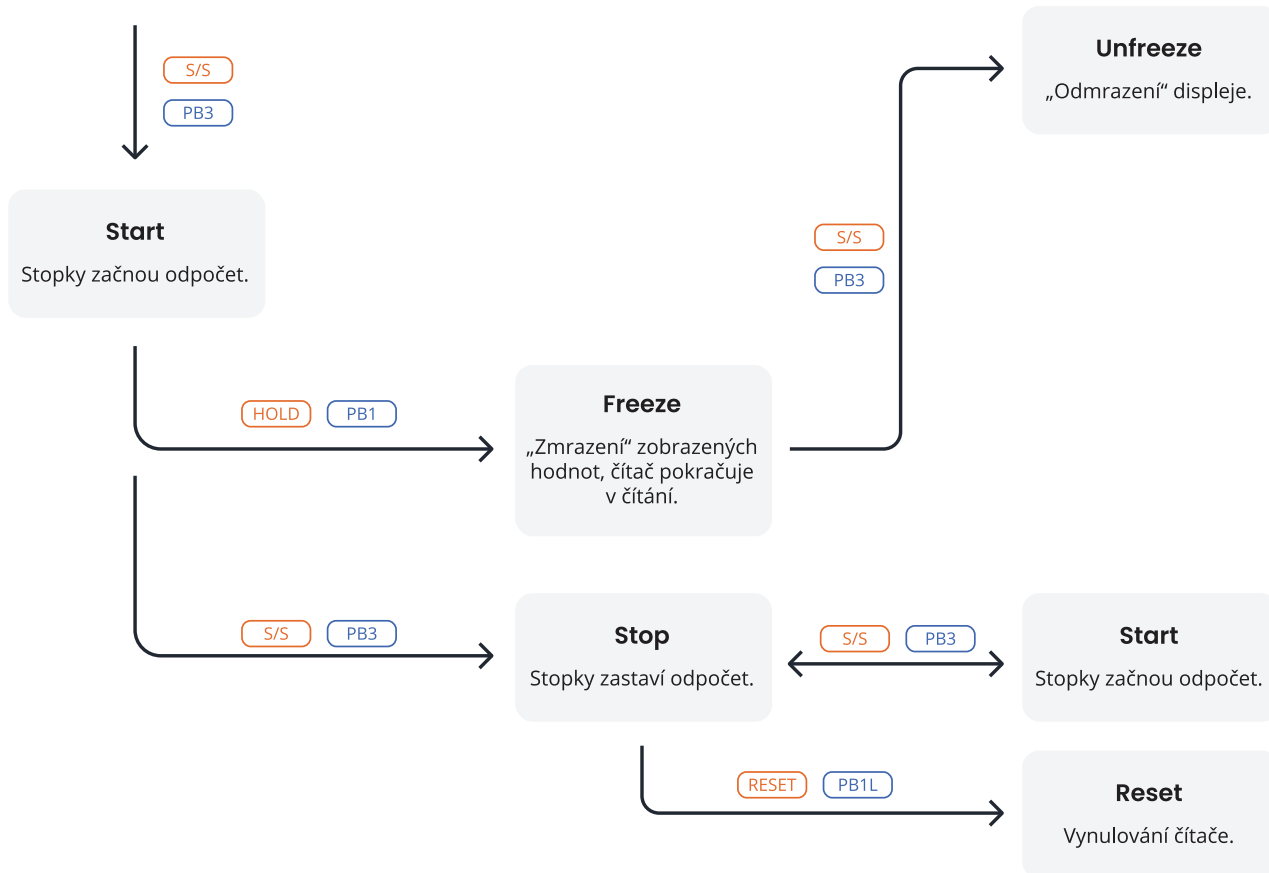 S/S
PB3
Start
Stopky začnou odpočet.
Unfreeze
„Odmrazení“ displeje.
S/S
PB3
HOLD PB1
Freeze
„Zmrazení“ zobrazených
hodnot, čítač pokračuje
v čítání.
S/S PB3
Stop
Stopky zastaví odpočet.
S/S PB3
Start
Stopky začnou odpočet.
RESET PB1L
Reset
Vynulování čítače.